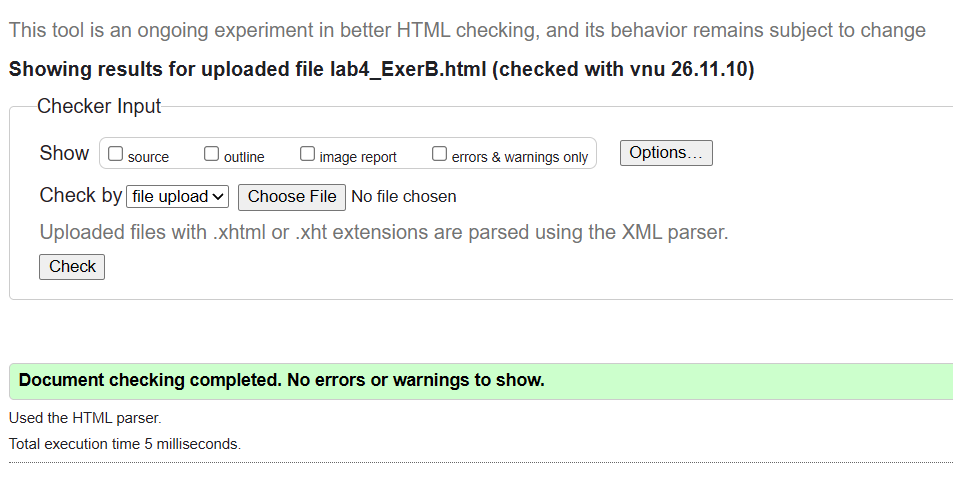 This tool is an ongoing experiment in better HTML checking, and its behavior remains subject to change
Showing results for uploaded file lab4_ExerB.html (checked with vnu 26.11.10)
Checker Input
Show source outline image report errors & warnings only Options…
Check by file upload Choose File No file chosen
Uploaded files with .xhtml or .xht extensions are parsed using the XML parser.
Check
Document checking completed. No errors or warnings to show.
Used the HTML parser.
Total execution time 5 milliseconds.